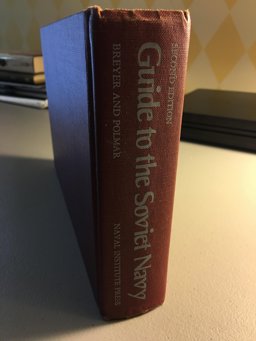 SECOND EDITION
Guide to the Soviet Navy
BREYER AND POLMAR
NAVAL INSTITUTE PRESS